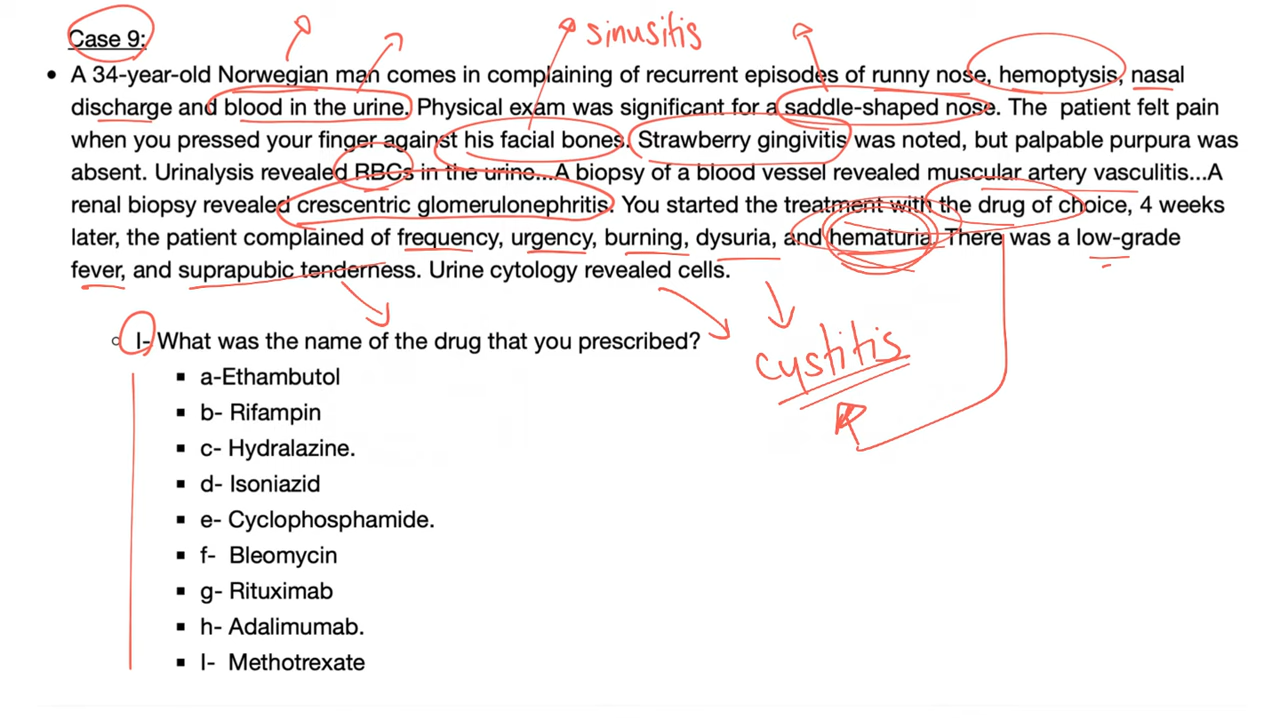 Case 9:
sinusitis
• A 34-year-old Norwegian man comes in complaining of recurrent episodes of runny nose, hemoptysis, nasal
discharge and blood in the urine. Physical exam was significant for a saddle-shaped nose. The patient felt pain
when you pressed your finger against his facial bones. Strawberry gingivitis was noted, but palpable purpura was
absent. Urinalysis revealed RBCs in the urine...A biopsy of a blood vessel revealed muscular artery vasculitis...A
renal biopsy revealed crescentric glomerulonephritis. You started the treatment with the drug of choice, 4 weeks
later, the patient complained of frequency, urgency, burning, dysuria, and hematuria. There was a low-grade
fever, and suprapubic tenderness. Urine cytology revealed cells.
I- What was the name of the drug that you prescribed?
cystitis
▪ a-Ethambutol
▪ b- Rifampin
▪ c- Hydralazine.
▪ d- Isoniazid
▪ e- Cyclophosphamide.
▪ f- Bleomycin
▪ g- Rituximab
▪ h- Adalimumab.
▪ I- Methotrexate